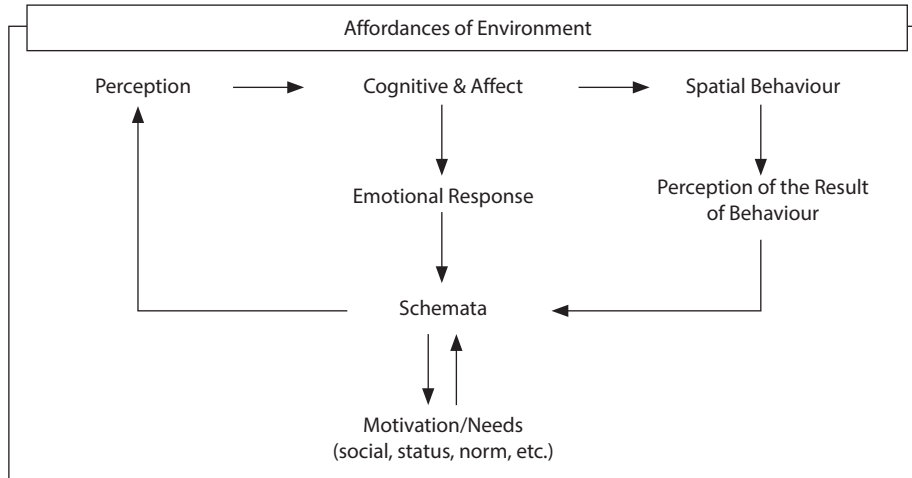 Affordances of Environment
Perception
Cognitive & Affect
Spatial Behaviour
Emotional Response
Perception of the Result
of Behaviour
Schemata
Motivation/Needs
(social, status, norm, etc.)